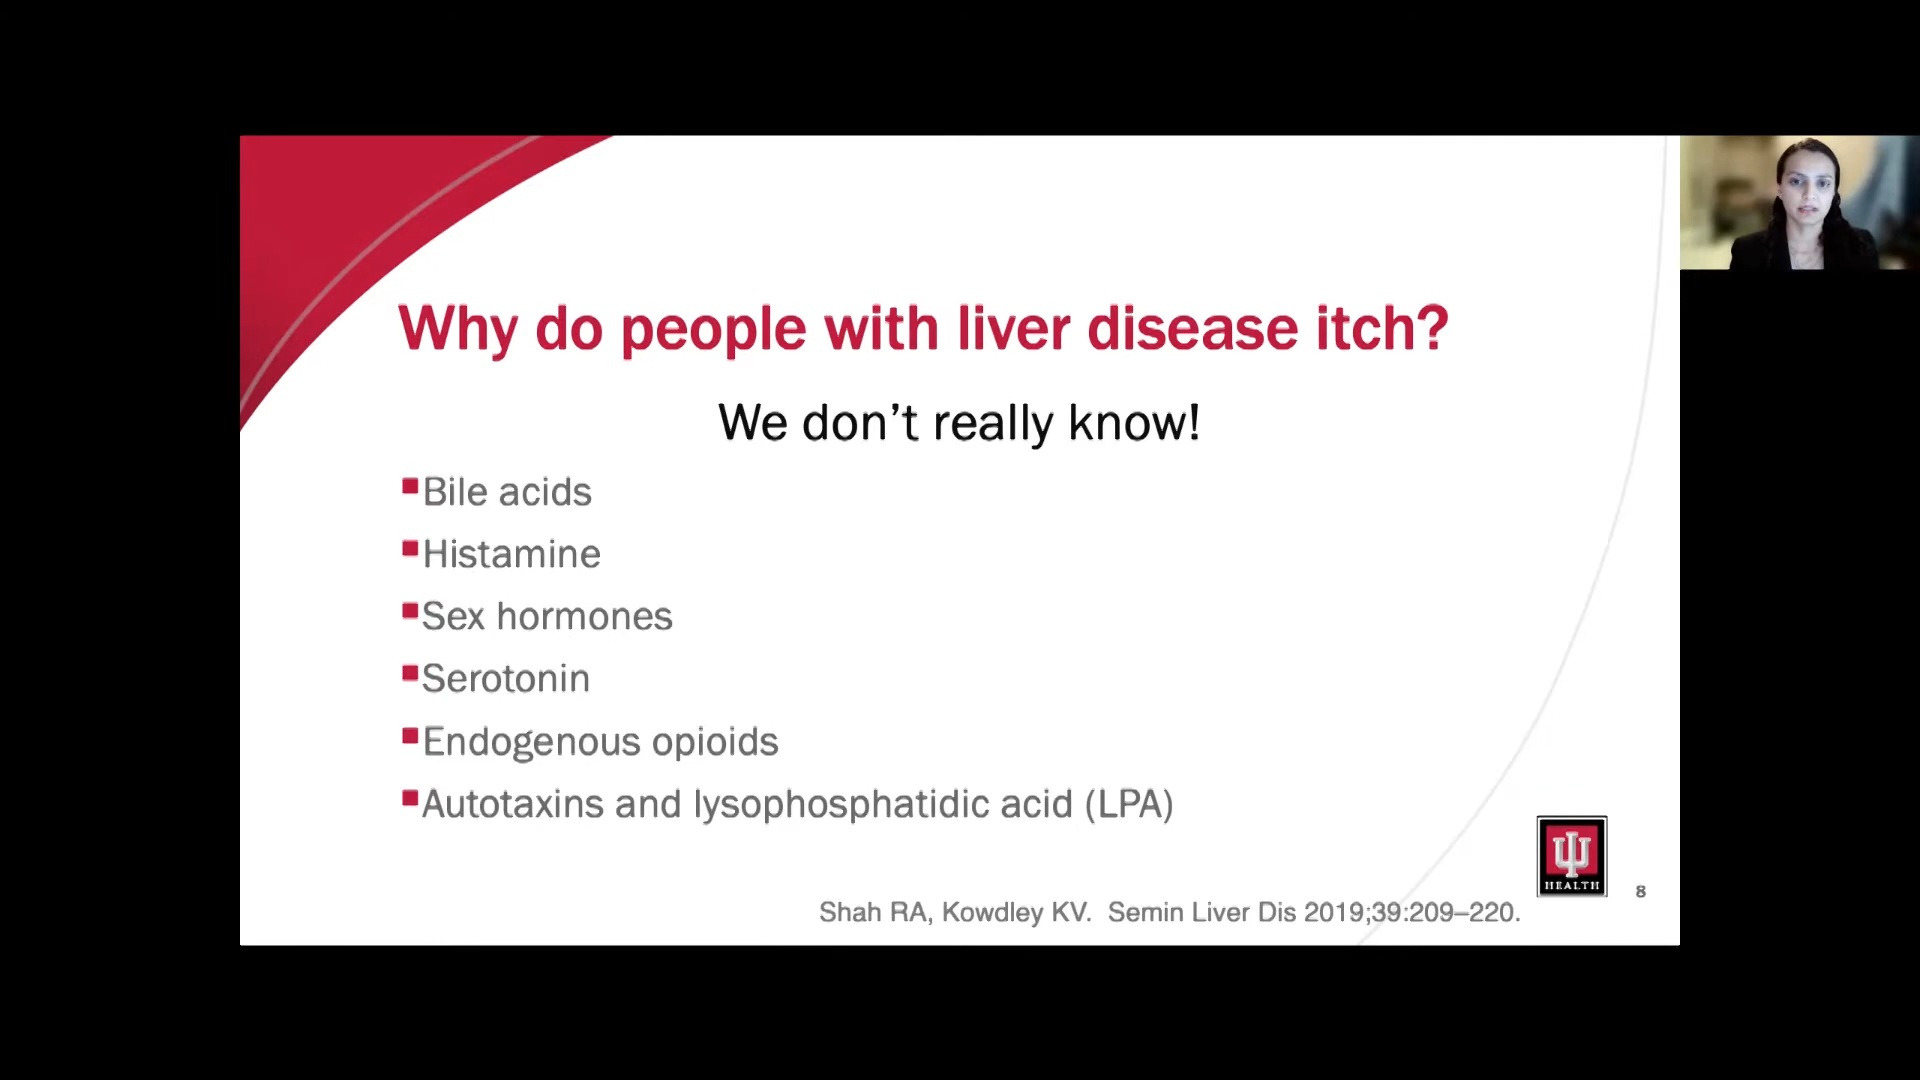 Why do people with liver disease itch?
We don’t really know!
Bile acids
Histamine
Sex hormones
Serotonin
Endogenous opioids
Autotaxins and lysophosphatidic acid (LPA)
HEALTH
8
Shah RA, Kowdley KV. Semin Liver Dis 2019;39:209–220.